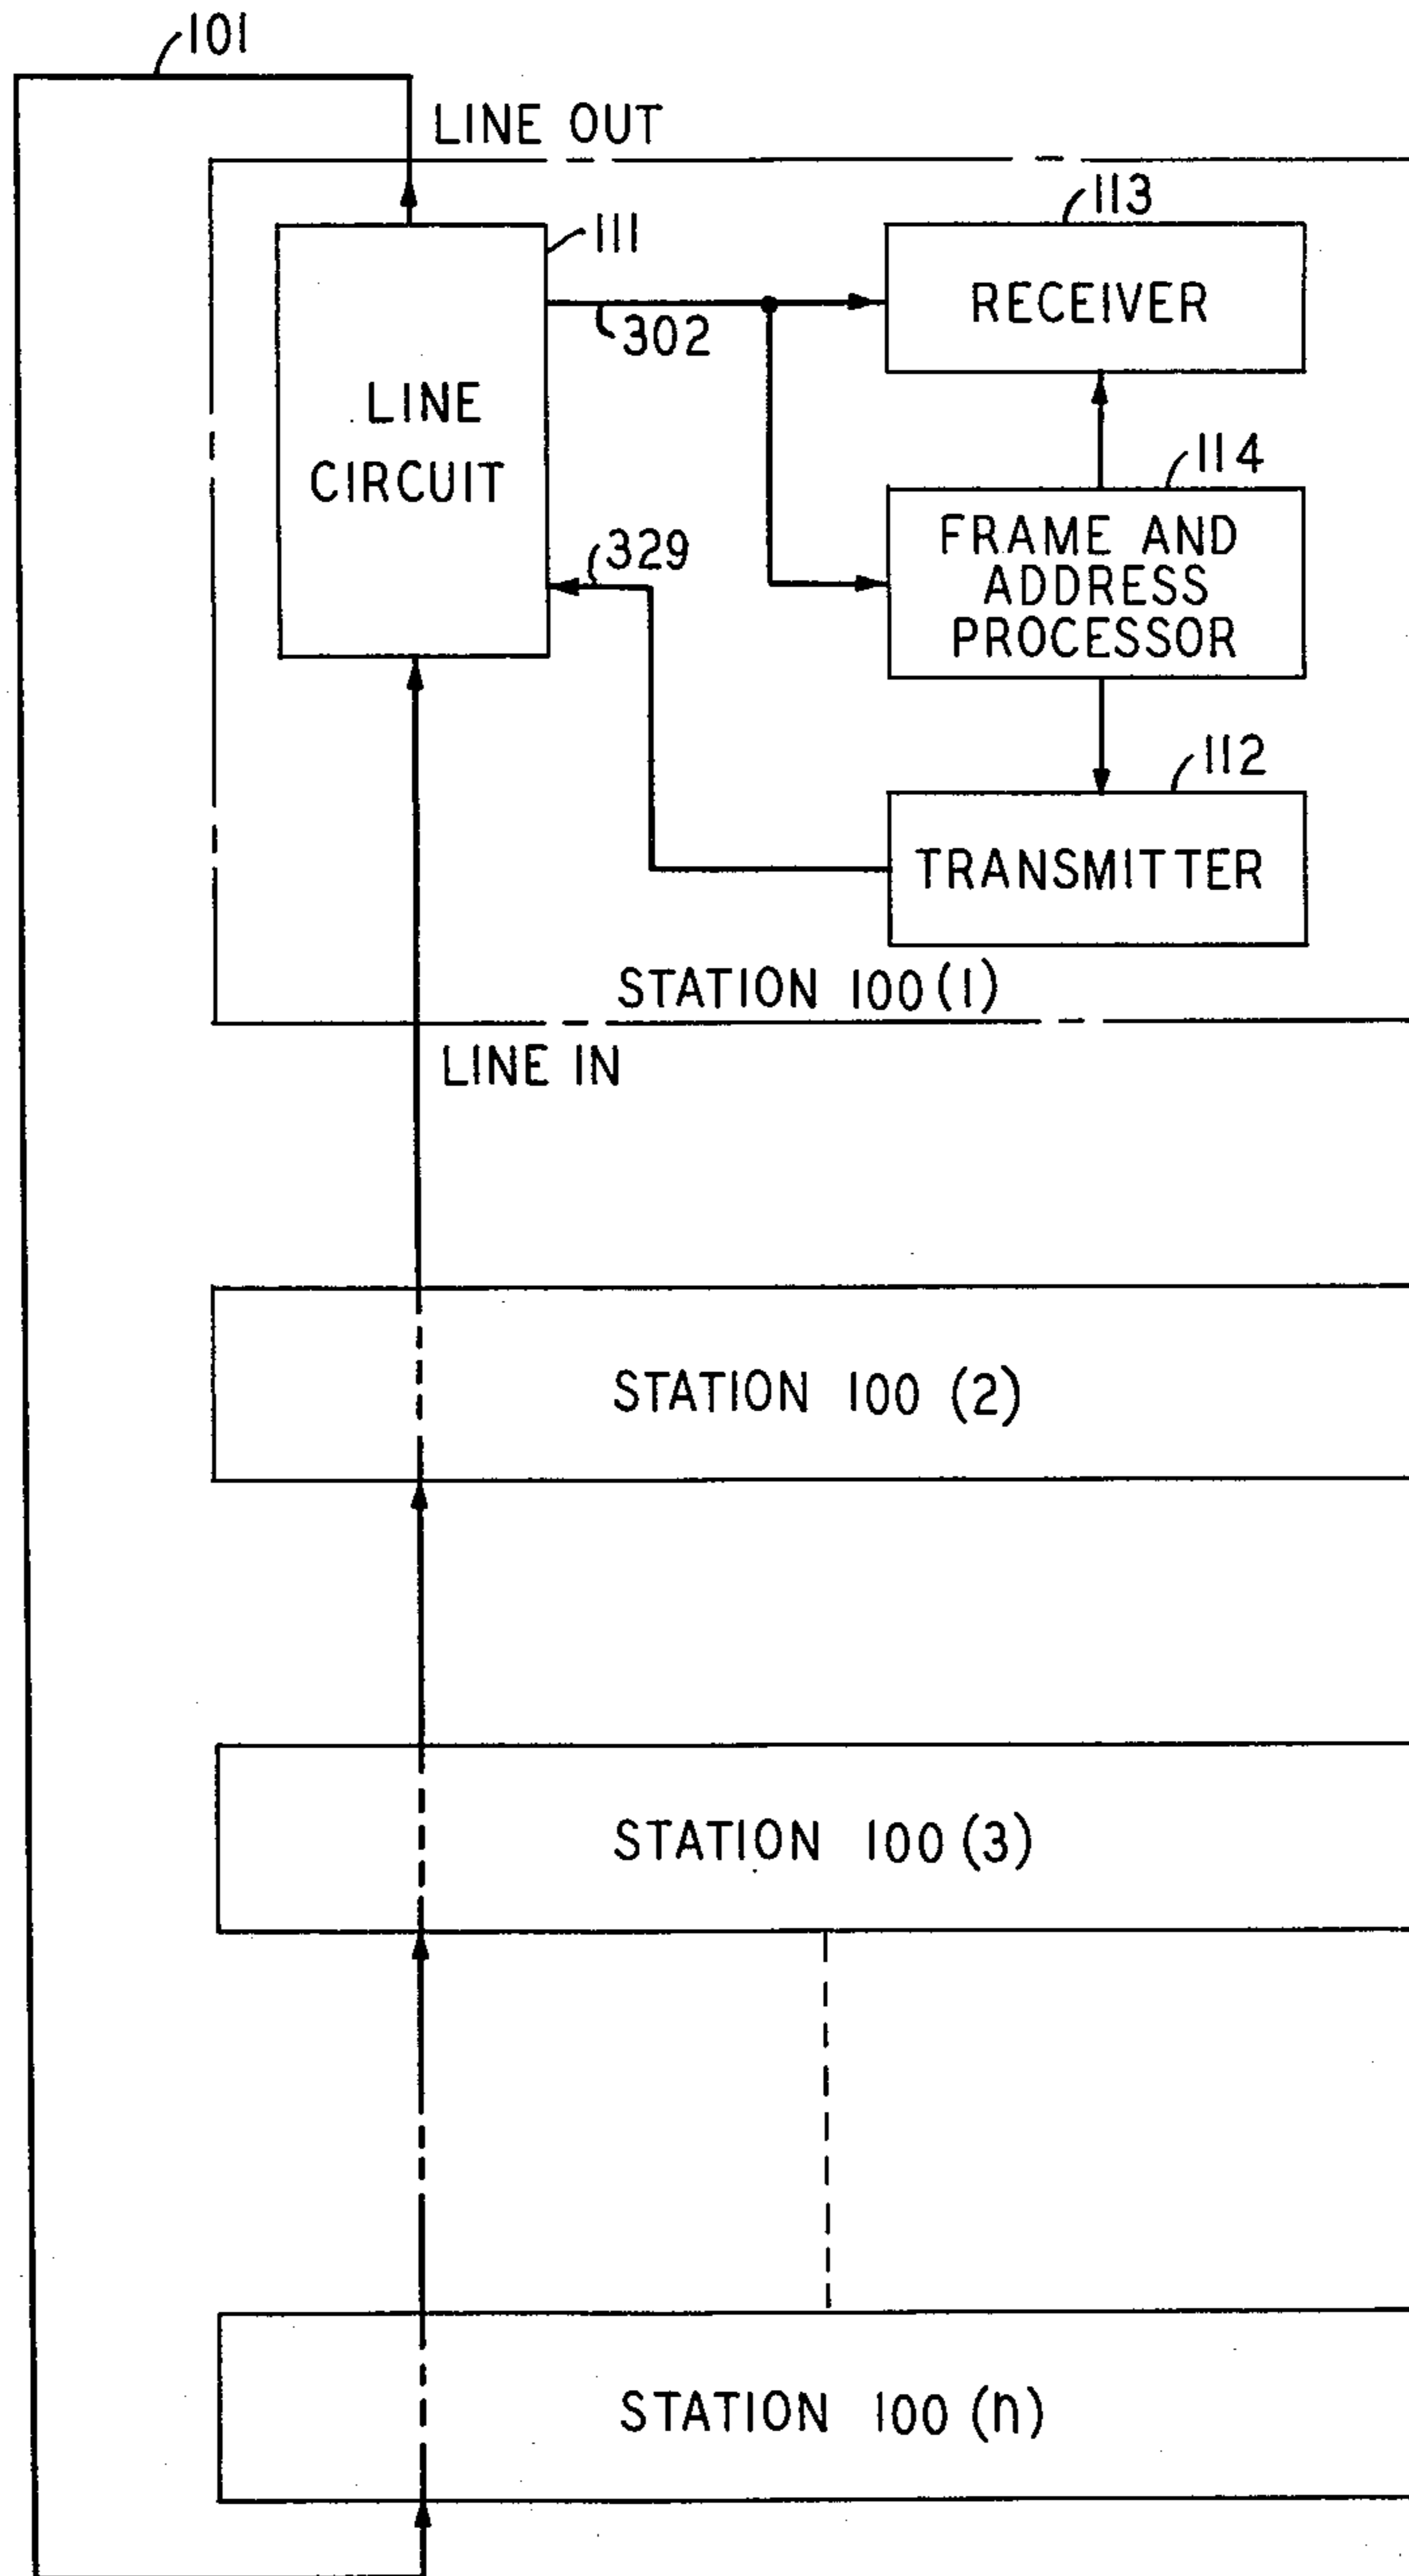 101
LINE OUT
113
111
RECEIVER
302
LINE
CIRCUIT
114
FRAME AND
ADDRESS
PROCESSOR
329
112
TRANSMITTER
STATION 100 (1)
LINE IN
STATION 100 (2)
STATION 100 (3)
STATION 100 (n)